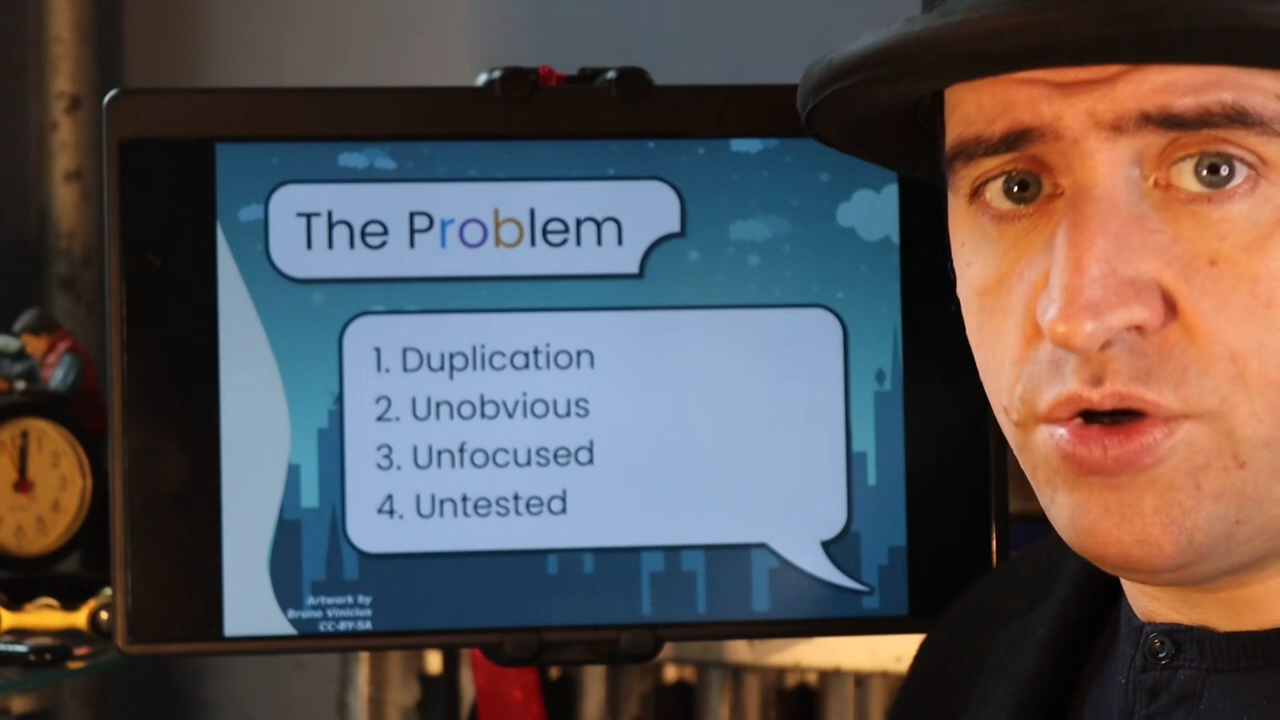 The Problem
1. Duplication
2. Unobvious
3. Unfocused
4. Untested
Artwork by
Bruno Vinicius
CC-BY-SA